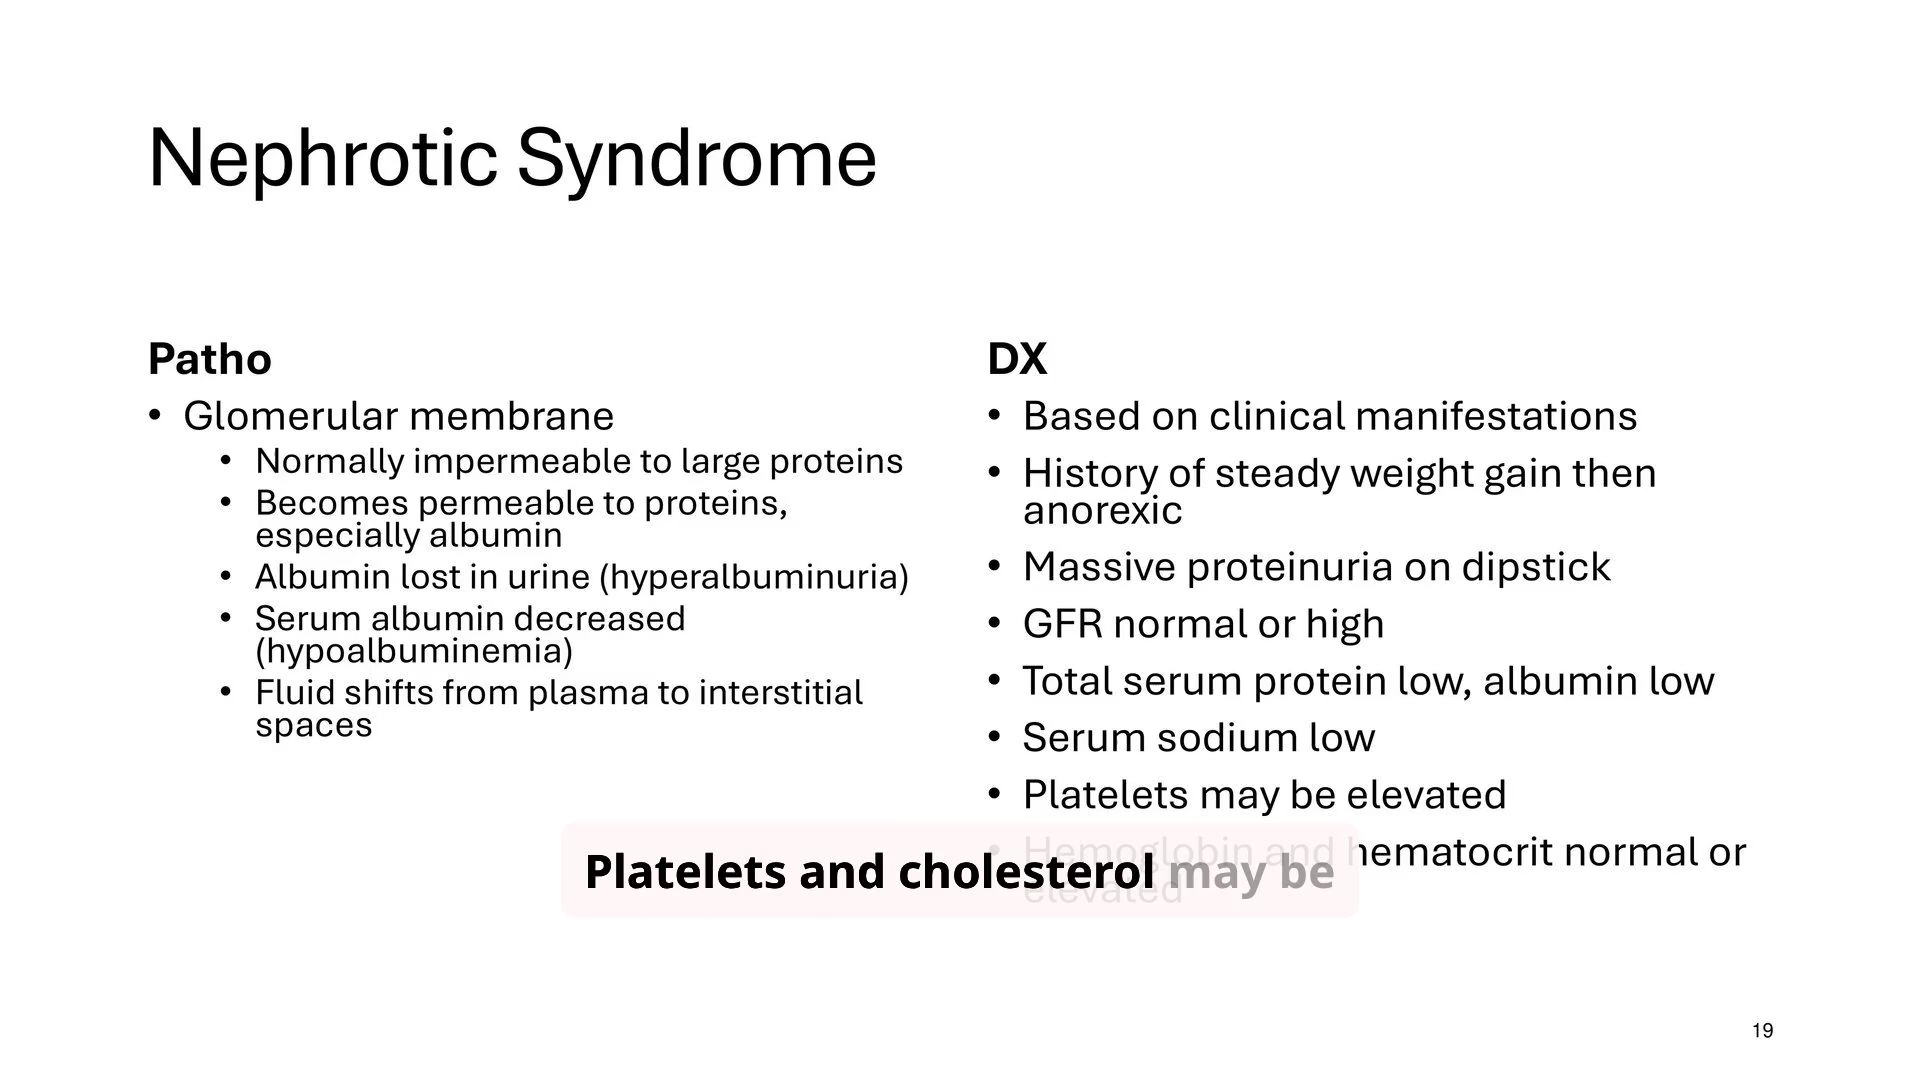 Nephrotic Syndrome
Patho
• Glomerular membrane
• Normally impermeable to large proteins
• Becomes permeable to proteins,
especially albumin
• Albumin lost in urine (hyperalbuminuria)
• Serum albumin decreased
(hypoalbuminemia)
• Fluid shifts from plasma to interstitial
spaces
DX
• Based on clinical manifestations
• History of steady weight gain then
anorexic
• Massive proteinuria on dipstick
• GFR normal or high
• Total serum protein low, albumin low
• Serum sodium low
• Platelets may be elevated
• Hemoglobin and hematocrit normal or
elevated
Platelets and cholesterol may be
19